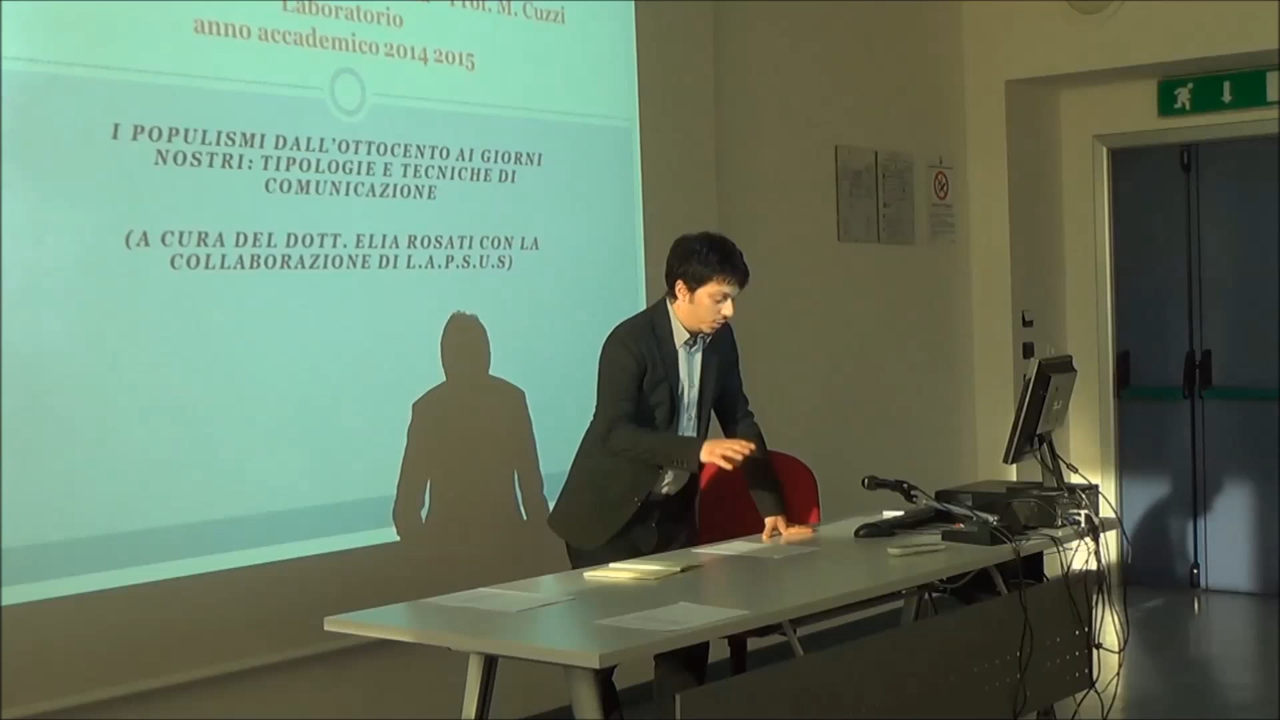 Prof. M. Cuzzi
Laboratorio
anno accademico 2014 2015
I POPULISMI DALL'OTTOCENTO AI GIORNI
NOSTRI: TIPOLOGIE E TECNICHE DI
COMUNICAZIONE
(A CURA DEL DOTT. ELIA ROSATI CON LA
COLLABORAZIONE DI L.A.P.S.U.S)